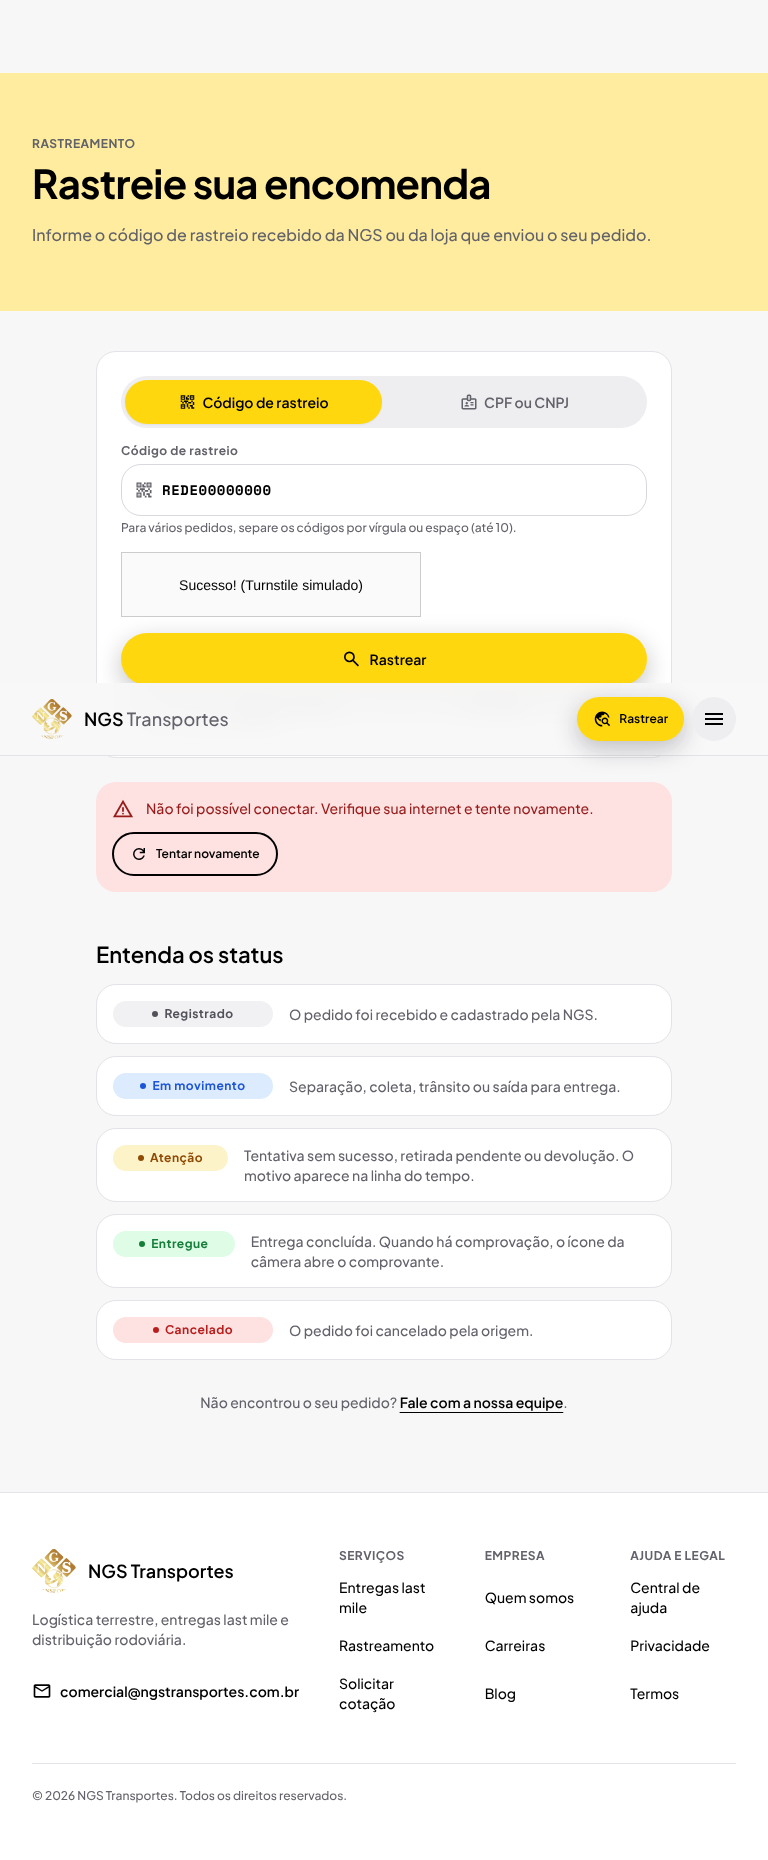 RASTREAMENTO
Rastreie sua encomenda
Informe o código de rastreio recebido da NGS ou da loja que enviou o seu pedido.
Código de rastreio
CPF ou CNPJ
Código de rastreio
REDE00000000
Para vários pedidos, separe os códigos por vírgula ou espaço (até 10).
Sucesso! (Turnstile simulado)
Rastrear
NGS
NGS Transportes
Rastrear
Não foi possível conectar. Verifique sua internet e tente novamente.
Tentar novamente
Entenda os status
Registrado
O pedido foi recebido e cadastrado pela NGS.
Em movimento
Separação, coleta, trânsito ou saída para entrega.
Atenção
Tentativa sem sucesso, retirada pendente ou devolução. O
motivo aparece na linha do tempo.
Entregue
Entrega concluída. Quando há comprovação, o ícone da
câmera abre o comprovante.
Cancelado
O pedido foi cancelado pela origem.
Não encontrou o seu pedido? Fale com a nossa equipe.
NGS
NGS Transportes
Logística terrestre, entregas last mile e
distribuição rodoviária.
comercial@ngstransportes.com.br
SERVIÇOS
Entregas last
mile
Rastreamento
Solicitar
cotação
EMPRESA
Quem somos
Carreiras
Blog
AJUDA E LEGAL
Central de
ajuda
Privacidade
Termos
© 2026 NGS Transportes. Todos os direitos reservados.